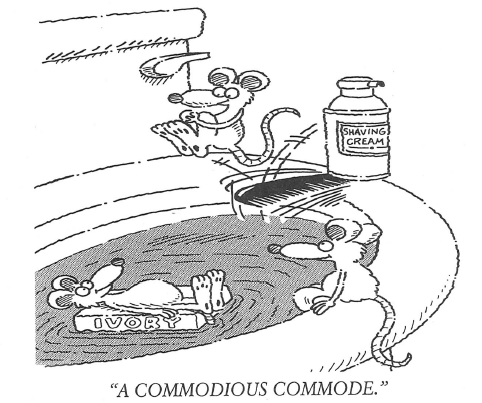 SHAVING
CREAM
IVORY
"A COMMODIOUS COMMODE."